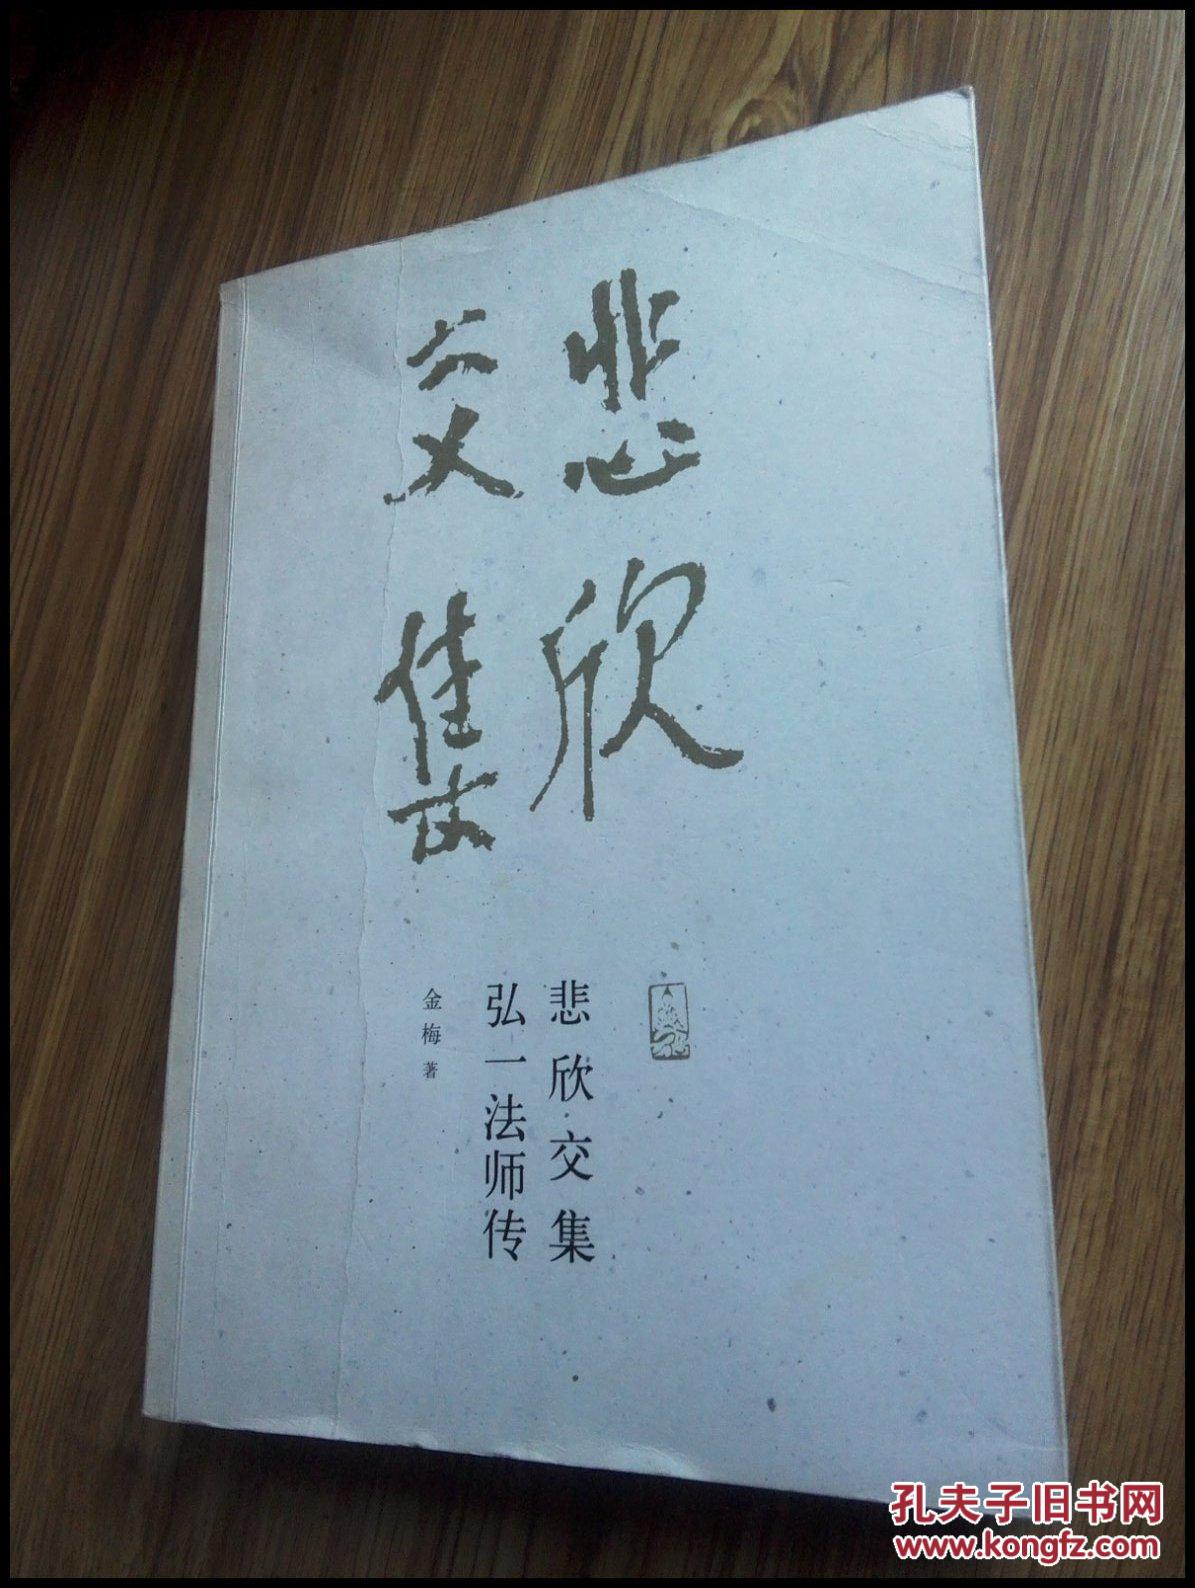 悲欣
交集
悲欣交集
弘一法师传
金梅著
孔夫子旧书网
www.kongfz.com